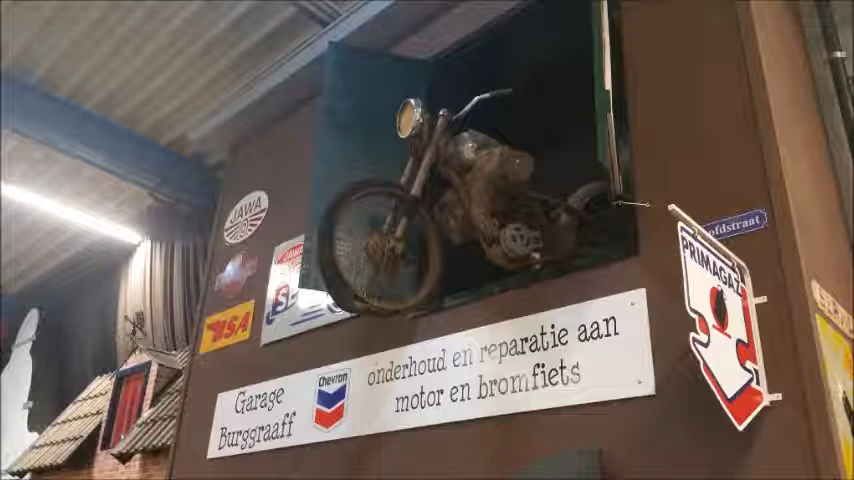 JAWA
BSA
ofdstraat
PRIMAGAZ
Garage
Burggraaff
Chevron
onderhoud en reparatie aan
motor en bromfiets